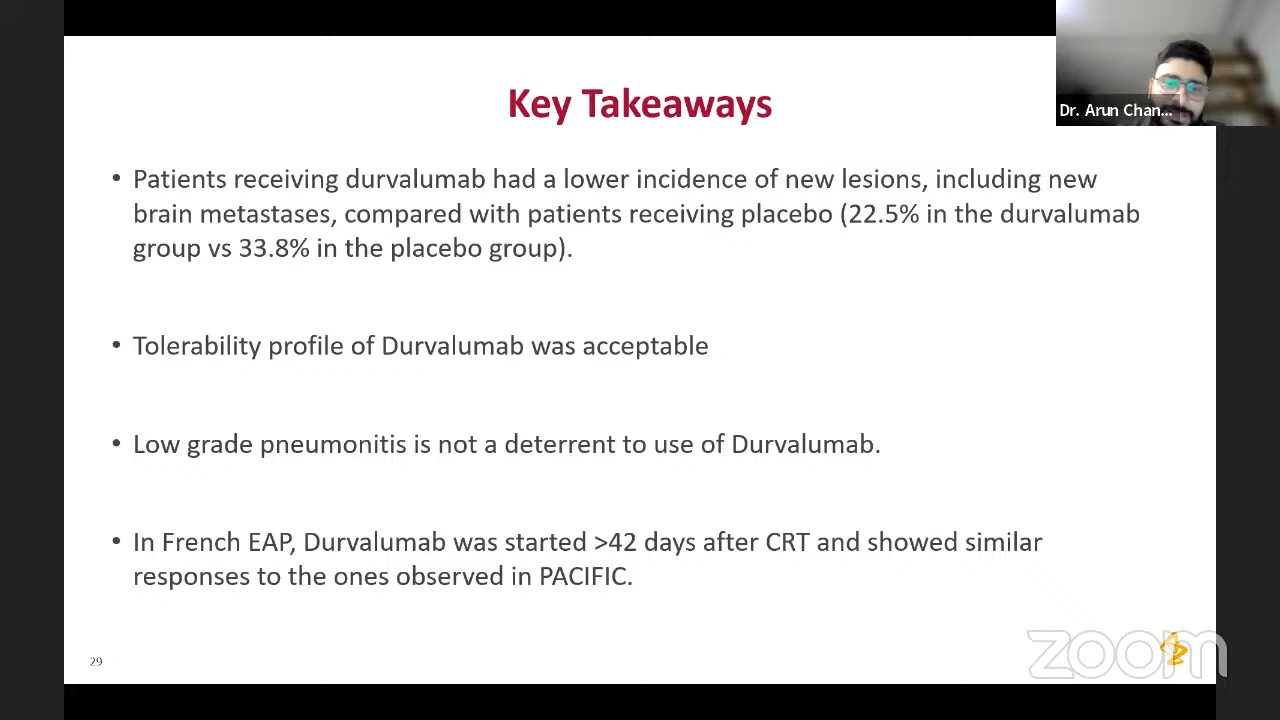 Key Takeaways
Dr. Arun Chan...
• Patients receiving durvalumab had a lower incidence of new lesions, including new
brain metastases, compared with patients receiving placebo (22.5% in the durvalumab
group vs 33.8% in the placebo group).
• Tolerability profile of Durvalumab was acceptable
• Low grade pneumonitis is not a deterrent to use of Durvalumab.
• In French EAP, Durvalumab was started >42 days after CRT and showed similar
responses to the ones observed in PACIFIC.
29
zoom